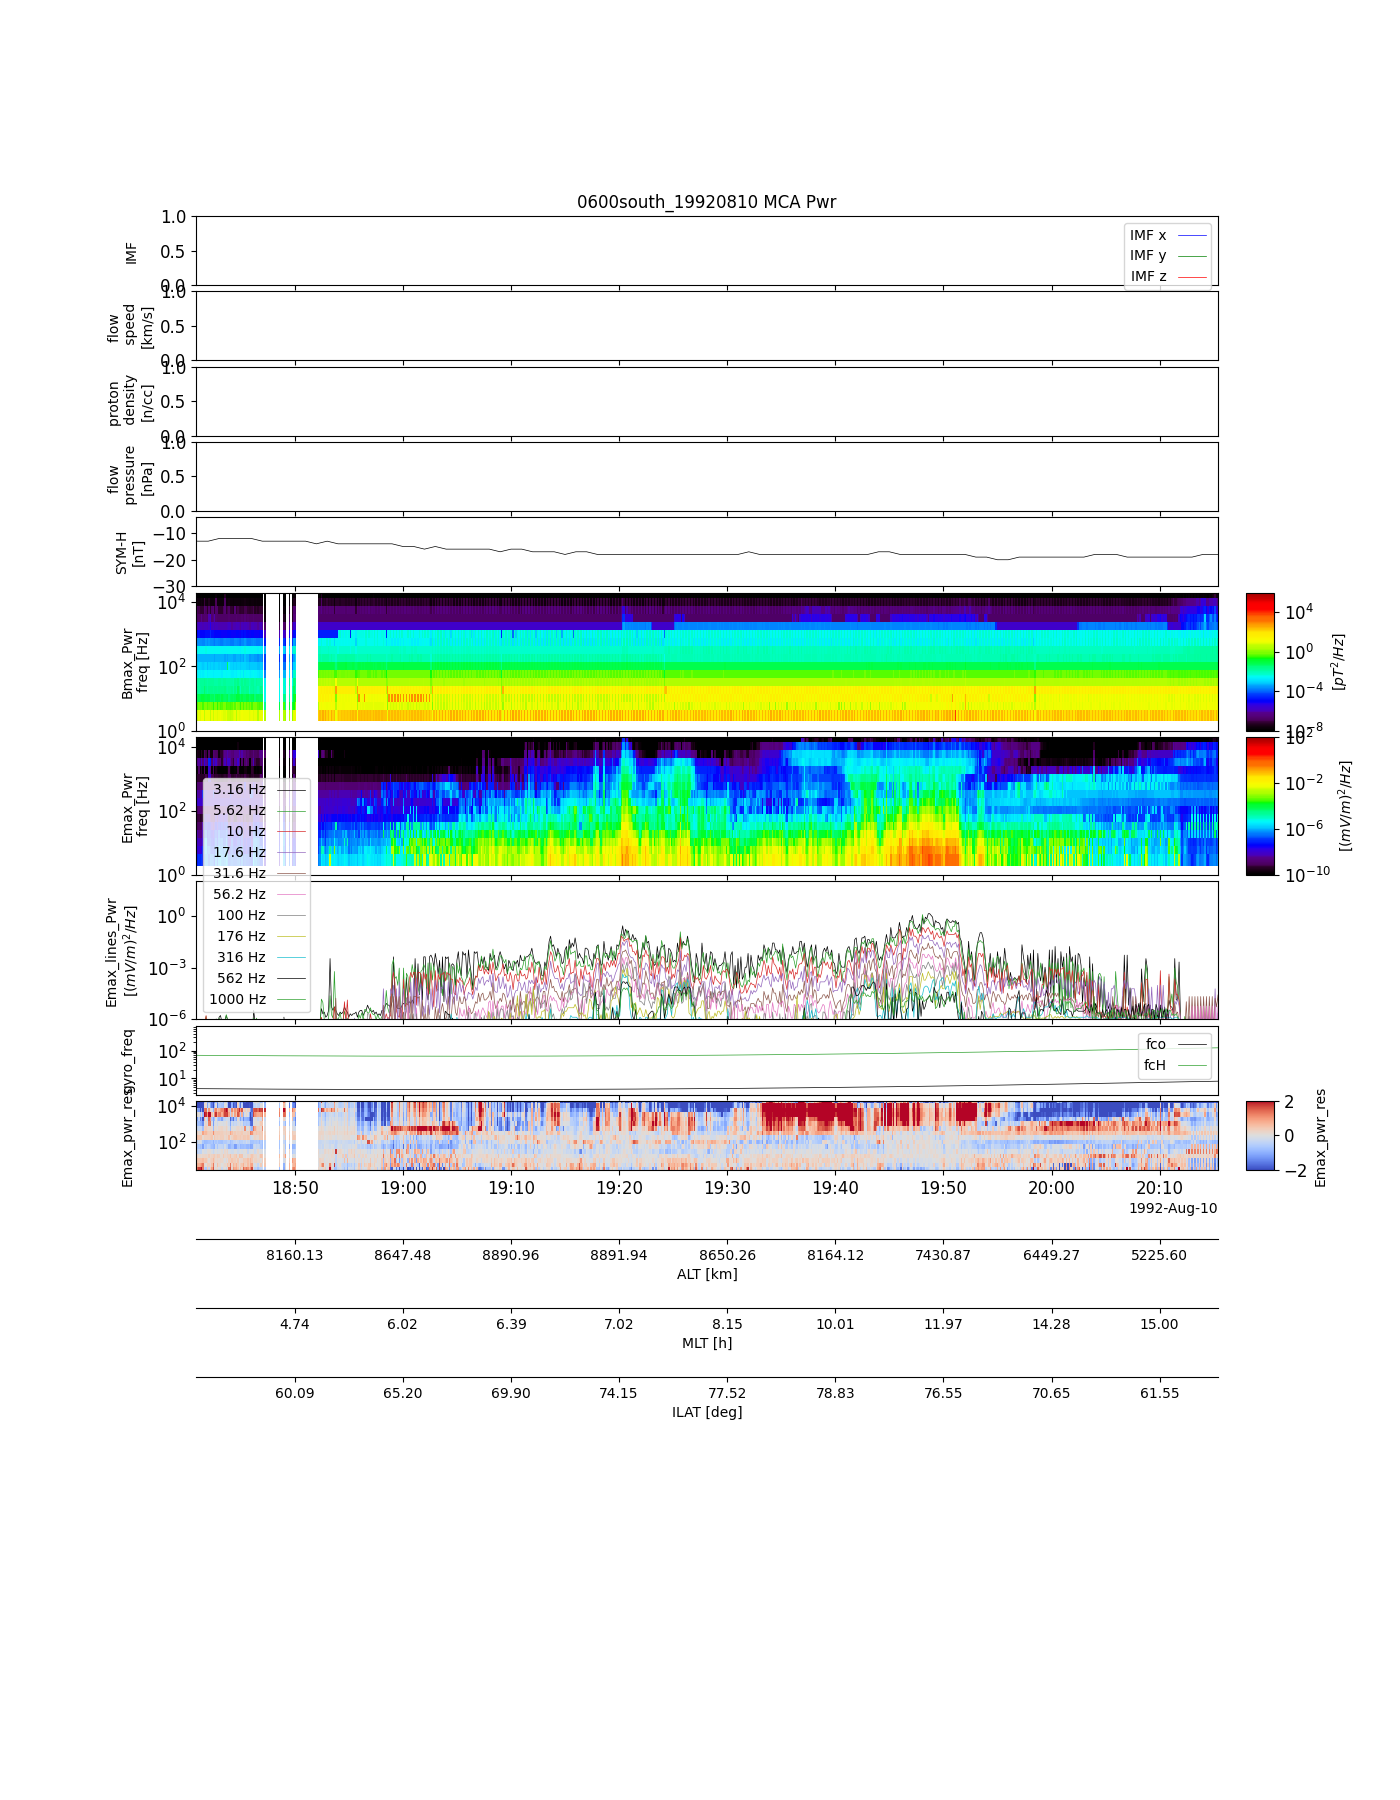 0600south_19920810 MCA Pwr
1.0
0.5
0.0
IMF
IMF x
IMF y
IMF z
1.0
0.5
0.0
flow
speed
[km/s]
1.0
0.5
0.0
proton
density
[n/cc]
1.0
0.5
0.0
flow
pressure
[nPa]
−10
−20
−30
SYM-H
[nT]
10^4
10^2
10^0
Bmax_Pwr
freq [Hz]
10^4
10^0
10^−4
10^−8
[pT^2/Hz]
10^4
10^2
10^0
Emax_Pwr
freq [Hz]
10^2
10^−2
10^−6
10^−10
[(mV/m)^2/Hz]
3.16 Hz
5.62 Hz
10 Hz
17.6 Hz
31.6 Hz
56.2 Hz
100 Hz
176 Hz
316 Hz
562 Hz
1000 Hz
10^0
10^−3
10^−6
Emax_lines_Pwr
[(mV/m)^2/Hz]
10^2
10^1
gyro_freq
fco
fcH
10^4
10^2
Emax_pwr_res
2
0
−2
Emax_pwr_res
18:50 19:00 19:10 19:20 19:30 19:40 19:50 20:00 20:10
1992-Aug-10
8160.13 8647.48 8890.96 8891.94 8650.26 8164.12 7430.87 6449.27 5225.60
ALT [km]
4.74 6.02 6.39 7.02 8.15 10.01 11.97 14.28 15.00
MLT [h]
60.09 65.20 69.90 74.15 77.52 78.83 76.55 70.65 61.55
ILAT [deg]